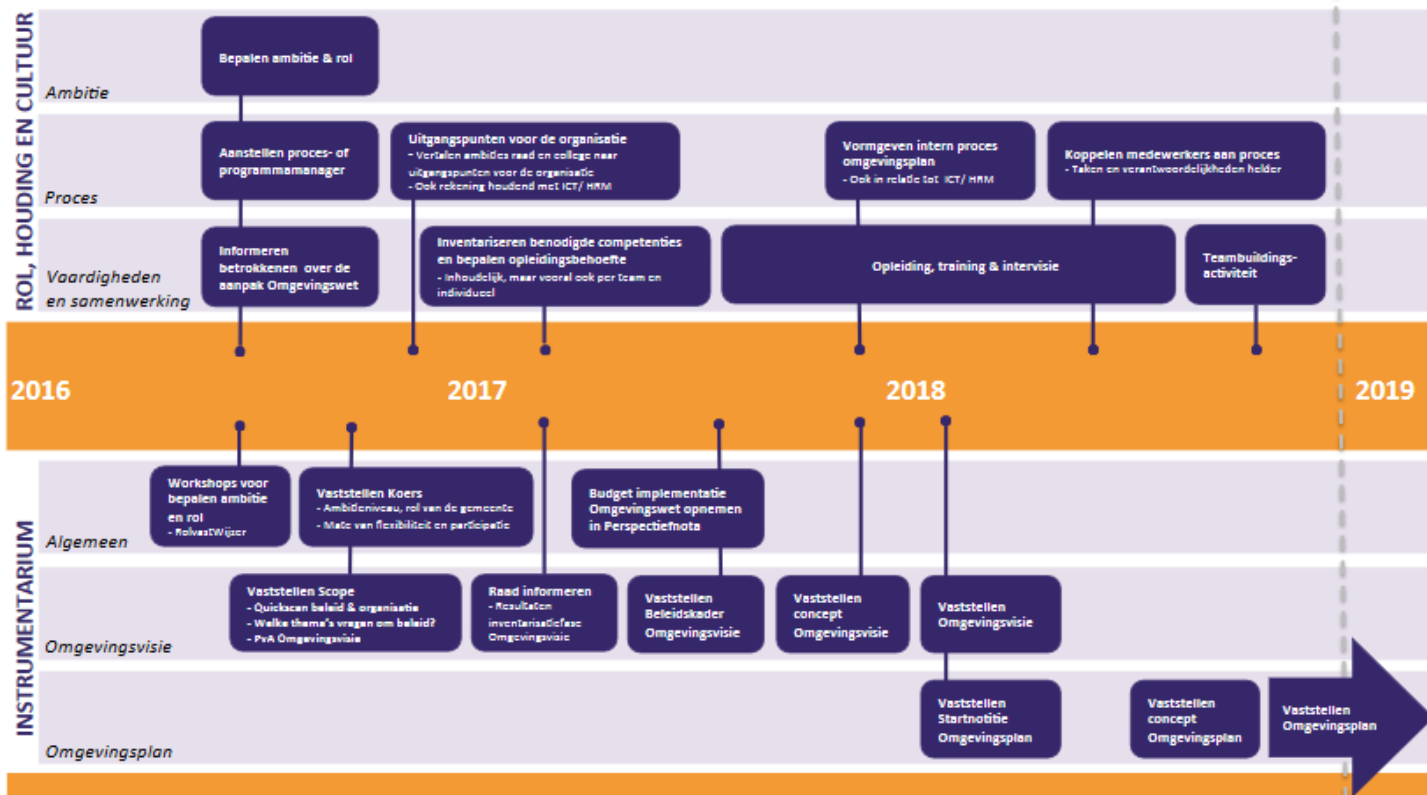 ROL, HOUDING EN CULTUUR
Ambitie
Bepalen ambitie & rol
Proces
Aanstellen proces- of
programmamanager
Uitgangspunten voor de organisatie
- Vertalen ambities raad en college naar
uitgangspunten voor de organisatie
- Ook rekening houdend met ICT/ HRM
Vormgeven intern proces
omgevingsplan
- Ook in relatie tot ICT/ HRM
Koppelen medewerkers aan proces
- Taken en verantwoordelijkheden helder
Vaardigheden
en samenwerking
Informeren
betrokkenen over de
aanpak Omgevingswet
Inventariseren benodigde competenties
en bepalen opleidingsbehoefte
- Inhoudelijk, maar vooral ook per team en
individueel
Opleiding, training & intervisie
Teambuildings-
activiteit
2016
2017
2018
2019
INSTRUMENTARIUM
Algemeen
Workshops voor
bepalen ambitie
en rol
- RolvastWijzer
Vaststellen Koers
- Ambitieniveau, rol van de gemeente
- Mate van flexibiliteit en participatie
Budget implementatie
Omgevingswet opnemen
in Perspectiefnota
Omgevingsvisie
Vaststellen Scope
- Quickscan beleid & organisatie
- Welke thema's vragen om beleid?
- PvA Omgevingsvisie
Raad informeren
- Resultaten
inventarisatiefase
Omgevingsvisie
Vaststellen
Beleidskader
Omgevingsvisie
Vaststellen
concept
Omgevingsvisie
Vaststellen
Omgevingsvisie
Omgevingsplan
Vaststellen
Startnotitie
Omgevingsplan
Vaststellen
concept
Omgevingsplan
Vaststellen
Omgevingsplan